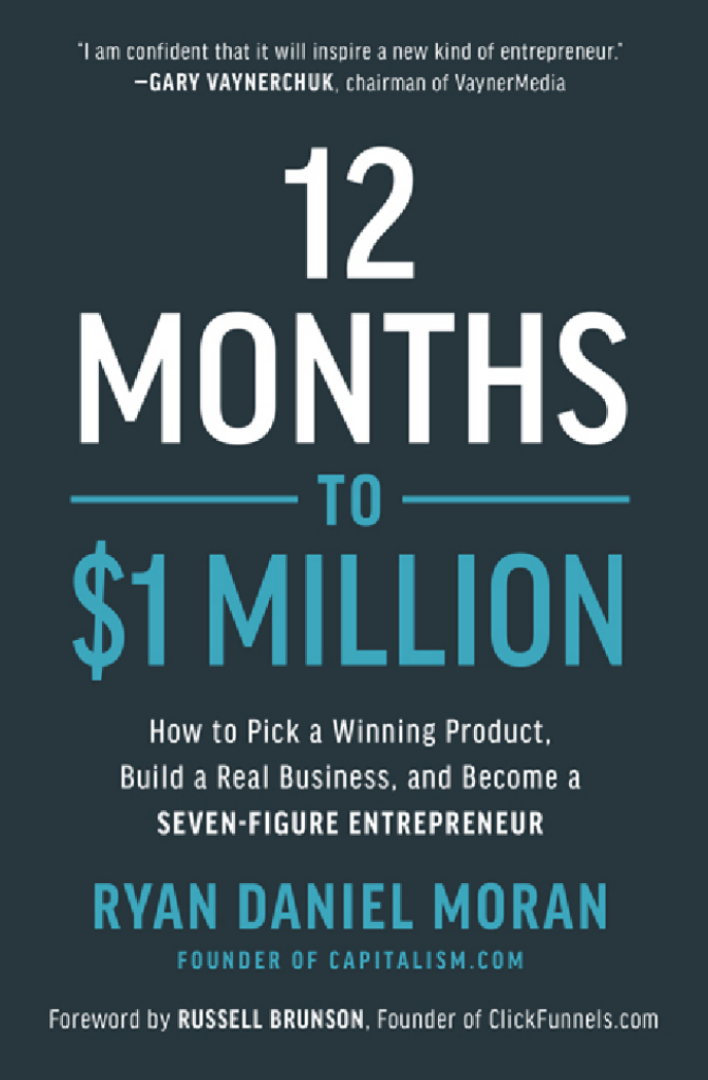 "I am confident that it will inspire a new kind of entrepreneur."
—GARY VAYNERCHUK, chairman of VaynerMedia
12
MONTHS
TO
$1 MILLION
How to Pick a Winning Product,
Build a Real Business, and Become a
SEVEN-FIGURE ENTREPRENEUR
RYAN DANIEL MORAN
FOUNDER OF CAPITALISM.COM
Foreword by RUSSELL BRUNSON, Founder of ClickFunnels.com